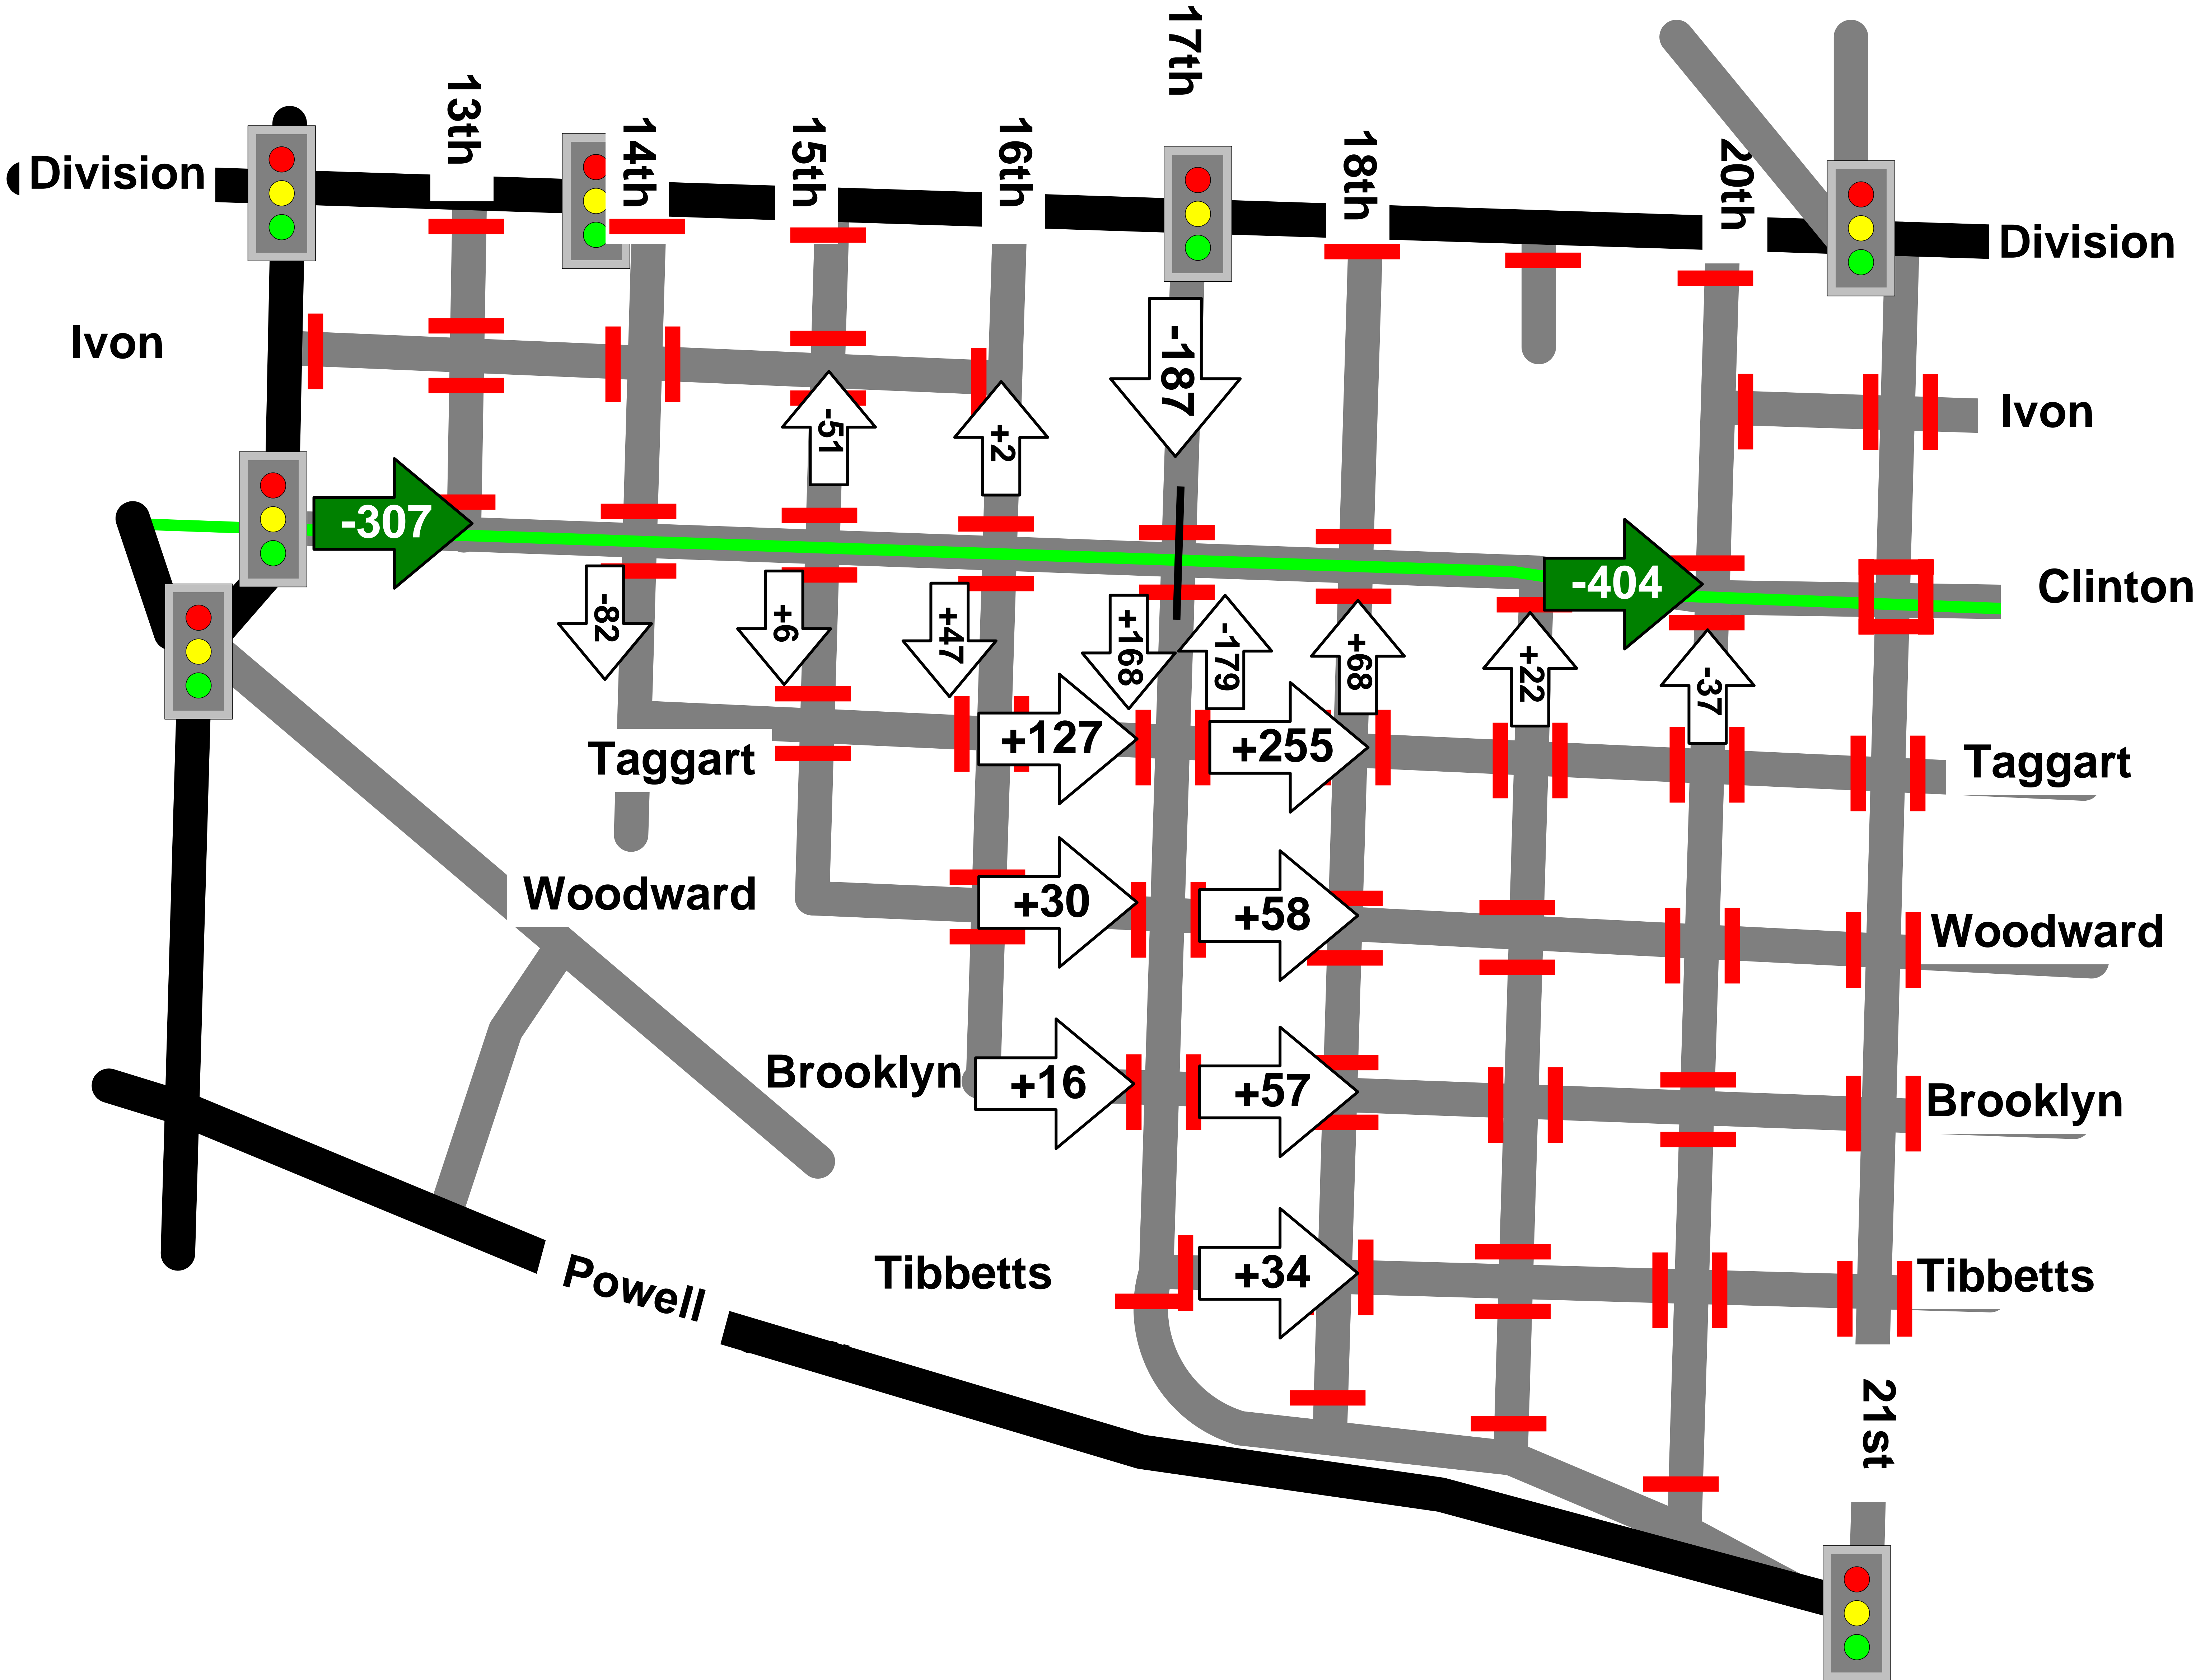 17th
13th
14th
15th
16th
18th
20th
Division
Division
Ivon
-187
Ivon
-51
+2
-307
-404
Clinton
-82
+6
+47
+168
-179
+68
+22
-37
Taggart
+127
+255
Taggart
Woodward
+30
+58
Woodward
Brooklyn
+16
+57
Brooklyn
Tibbetts
+34
Tibbetts
Powell
21st